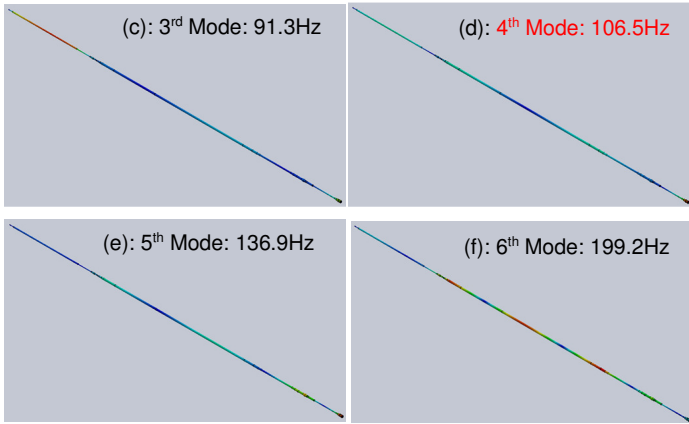 (c): 3rd Mode: 91.3Hz
(d): 4th Mode: 106.5Hz
(e): 5th Mode: 136.9Hz
(f): 6th Mode: 199.2Hz